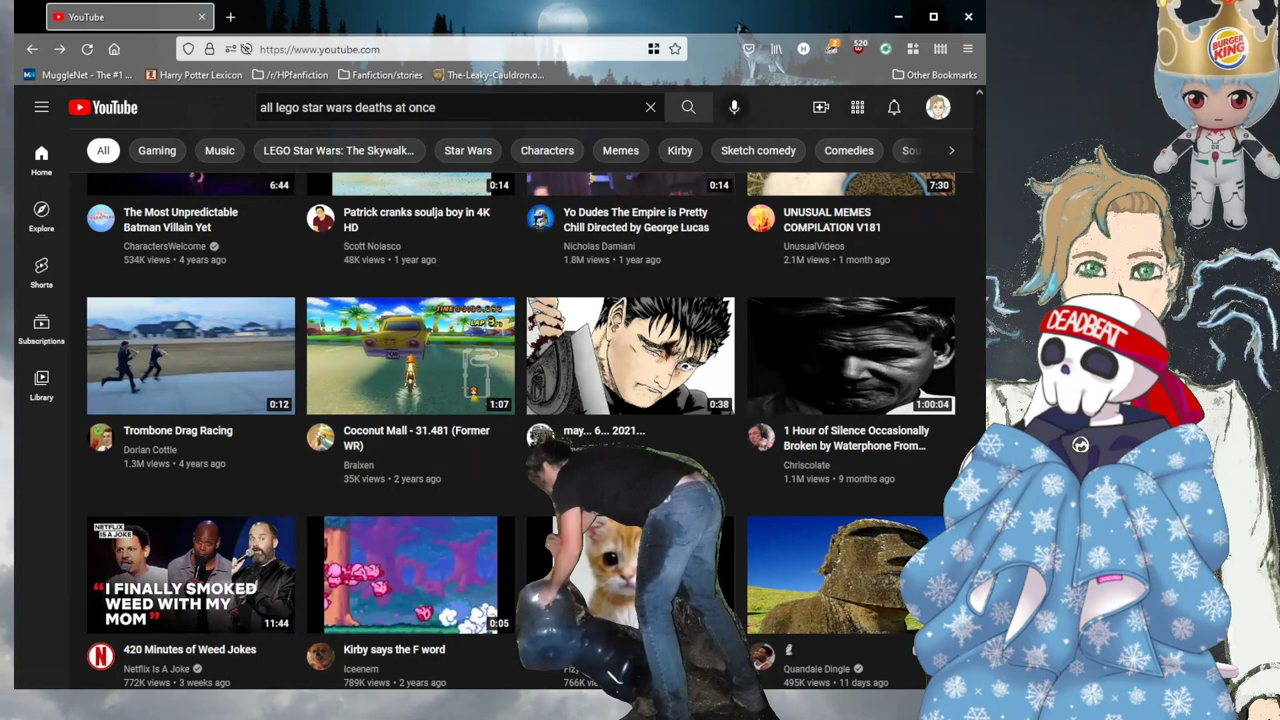 YouTube
BURGER KING
https://www.youtube.com
2
520
MuggleNet - The #1 ...
Harry Potter Lexicon
/r/HPfanfiction
Fanfiction/stories
The-Leaky-Cauldron.o...
Other Bookmarks
YouTube
all lego star wars deaths at once
All
Gaming
Music
LEGO Star Wars: The Skywalk...
Star Wars
Characters
Memes
Kirby
Sketch comedy
Comedies
Sou
Home
Explore
Shorts
Subscriptions
Library
6:44
0:14
0:14
7:30
The Most Unpredictable
Batman Villain Yet
CharactersWelcome
534K views • 4 years ago
Patrick cranks soulja boy in 4K
HD
Scott Nolasco
48K views • 1 year ago
Yo Dudes The Empire is Pretty
Chill Directed by George Lucas
Nicholas Damiani
1.8M views • 1 year ago
UNUSUAL MEMES
COMPILATION V181
UnusualVideos
2.1M views • 1 month ago
DEADBEAT
0:12
LAP
1:07
0:38
1:00:04
Trombone Drag Racing
Dorian Cottle
1.3M views • 4 years ago
Coconut Mall - 31.481 (Former
WR)
Braixen
35K views • 2 years ago
may... 6... 2021...
1 Hour of Silence Occasionally
Broken by Waterphone From...
Chriscolate
1.1M views • 9 months ago
NETFLIX
IS A JOKE
"I FINALLY SMOKED
WEED WITH MY
MOM"
11:44
0:05
420 Minutes of Weed Jokes
Netflix Is A Joke
772K views • 3 weeks ago
Kirby says the F word
Iceenem
789K views • 2 years ago
766K
Quandale Dingle
495K views • 11 days ago